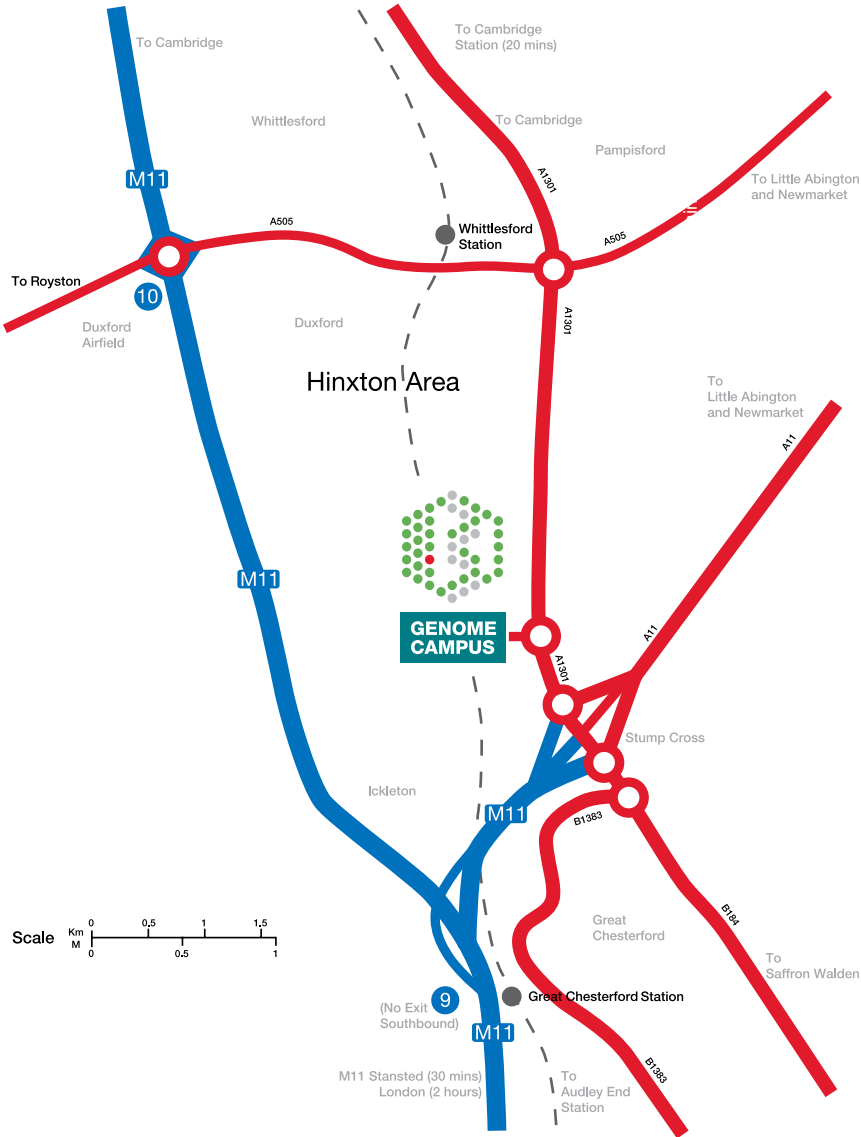 To Cambridge
To Cambridge
Station (20 mins)
Whittlesford
To Cambridge
Pampisford
M11
A1301
To Little Abington
and Newmarket
A505
Whittlesford
Station
A505
To Royston
10
A1301
Duxford
Airfield
Duxford
Hinxton Area
To
Little Abington
and Newmarket
A11
M11
GENOME
CAMPUS
A11
A1301
Stump Cross
Ickleton
M11
B1383
B184
Great
Chesterford
Scale
Km
0
0.5
1
1.5
M
0
0.5
1
To
Saffron Walden
9
Great Chesterford Station
(No Exit
Southbound)
M11
M11 Stansted (30 mins)
London (2 hours)
To
Audley End
Station
B1383